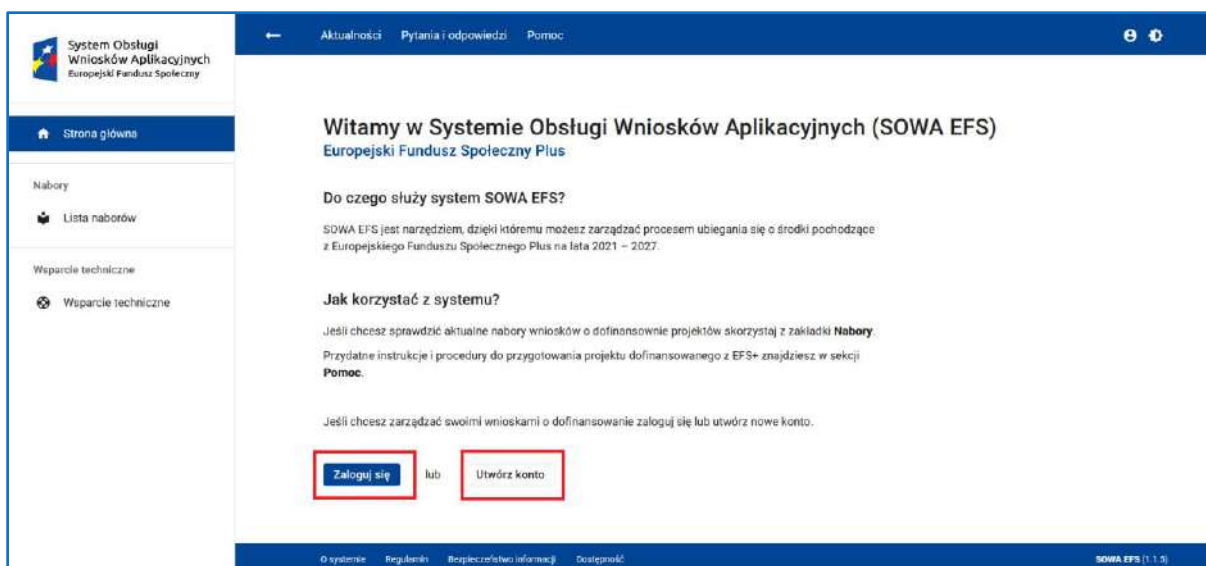 System Obsługi
Wniosków Aplikacyjnych
Europejski Fundusz Społeczny
Aktualności Pytania i odpowiedzi Pomoc
Strona główna
Nabory
Lista naborów
Wsparcie techniczne
Wsparcie techniczne
Witamy w Systemie Obsługi Wniosków Aplikacyjnych (SOWA EFS)
Europejski Fundusz Społeczny Plus
Do czego służy system SOWA EFS?
SOWA EFS jest narzędziem, dzięki któremu możesz zarządzać procesem ubiegania się o środki pochodzące
z Europejskiego Funduszu Społecznego Plus na lata 2021 – 2027.
Jak korzystać z systemu?
Jeśli chcesz sprawdzić aktualne nabory wniosków o dofinansownie projektów skorzystaj z zakładki Nabory.
Przydatne instrukcje i procedury do przygotowania projektu dofinansowanego z EFS+ znajdziesz w sekcji
Pomoc.
Jeśli chcesz zarządzać swoimi wnioskami o dofinansowanie zaloguj się lub utwórz nowe konto.
Zaloguj się lub Utwórz konto
O systemie Regulamin Bezpieczeństwo informacji Dostępność SOWA EFS (1.1.5)